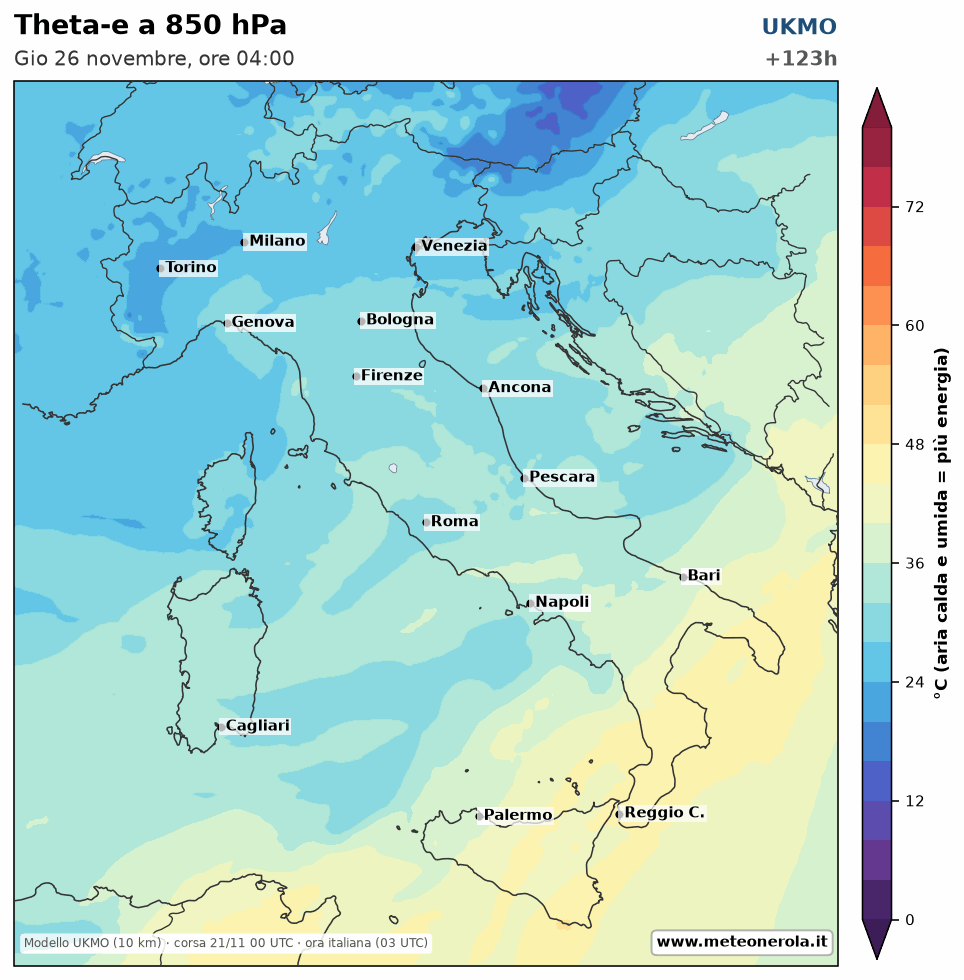 Theta-e a 850 hPa
UKMO
Gio 26 novembre, ore 04:00
+123h
Milano
Venezia
Torino
Genova
Bologna
Firenze
Ancona
Pescara
Roma
Bari
Napoli
Cagliari
Palermo
Reggio C.
72
60
48
36
24
12
0
°C (aria calda e umida = più energia)
Modello UKMO (10 km) · corsa 21/11 00 UTC · ora italiana (03 UTC)
www.meteonerola.it